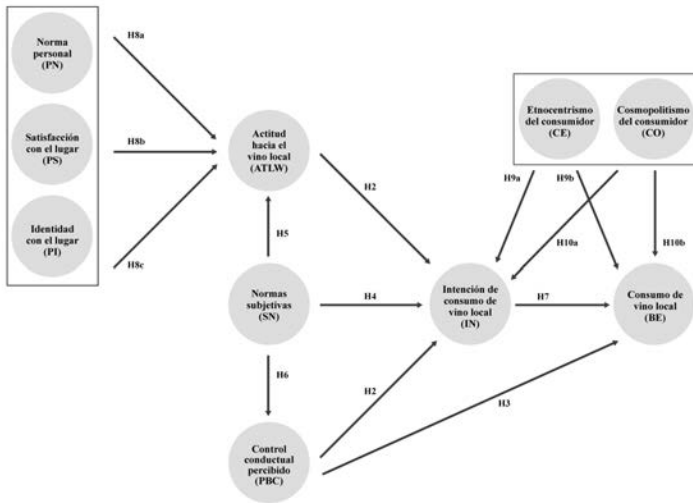 Norma
personal
(PN)
Satisfacción
con el lugar
(PS)
Identidad
con el lugar
(PI)
H8a
H8b
H8c
Actitud
hacia el
vino local
(ATLW)
H2
H5
Normas
subjetivas
(SN)
H4
H6
Control
conductual
percibido
(PBC)
H2
H3
Intención de
consumo de
vino local
(IN)
H7
Etnocentrismo
del consumidor
(CE)
Cosmopolitismo
del consumidor
(CO)
H9a
H9b
H10a
H10b
Consumo de
vino local
(BE)